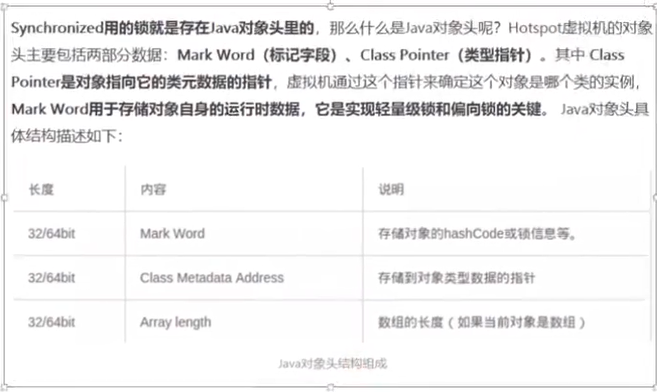 Synchronized用的锁就是存在Java对象头里的，那么什么是Java对象头呢？Hotspot虚拟机的对象
头主要包括两部分数据：Mark Word（标记字段）、Class Pointer（类型指针）。其中 Class
Pointer是对象指向它的类元数据的指针，虚拟机通过这个指针来确定这个对象是哪个类的实例，
Mark Word用于存储对象自身的运行时数据，它是实现轻量级锁和偏向锁的关键。 Java对象头具
体结构描述如下：
长度 内容 说明
32/64bit Mark Word 存储对象的hashCode或锁信息等。
32/64bit Class Metadata Address 存储到对象类型数据的指针
32/64bit Array length 数组的长度（如果当前对象是数组）
Java对象头结构组成